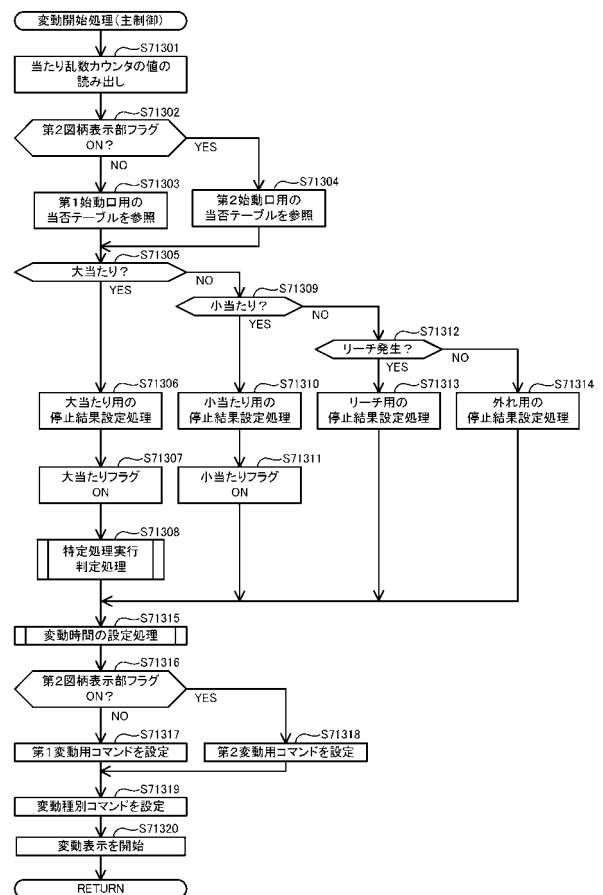 変動開始処理(主制御)
S71301
当たり乱数カウンタの値の
読み出し
S71302
第2図柄表示部フラグ
ON?
YES
NO
S71303
第1始動口用の
当否テーブルを参照
S71304
第2始動口用の
当否テーブルを参照
S71305
大当たり?
NO
YES
S71309
小当たり?
NO
YES
S71312
リーチ発生?
NO
YES
S71306
大当たり用の
停止結果設定処理
S71310
小当たり用の
停止結果設定処理
S71313
リーチ用の
停止結果設定処理
S71314
外れ用の
停止結果設定処理
S71307
大当たりフラグ
ON
S71311
小当たりフラグ
ON
S71308
特定処理実行
判定処理
S71315
変動時間の設定処理
S71316
第2図柄表示部フラグ
ON?
YES
NO
S71317
第1変動用コマンドを設定
S71318
第2変動用コマンドを設定
S71319
変動種別コマンドを設定
S71320
変動表示を開始
RETURN